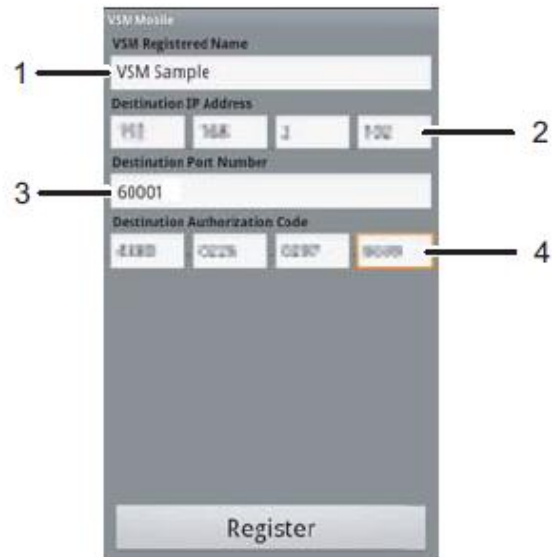 VSM Mobile
VSM Registered Name
1
VSM Sample
Destination IP Address
2
Destination Port Number
3
60001
Destination Authorization Code
4
Register